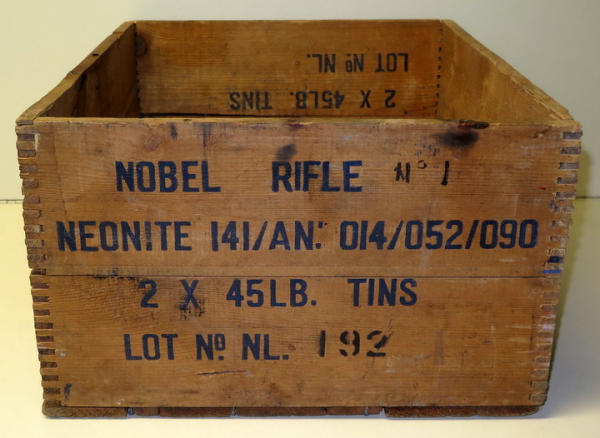 LOT Nº NL.
2 X 45LB. TINS
NOBEL RIFLE Nº 1
NEONITE 141/AN: 014/052/090
2 X 45LB. TINS
LOT Nº NL. 192